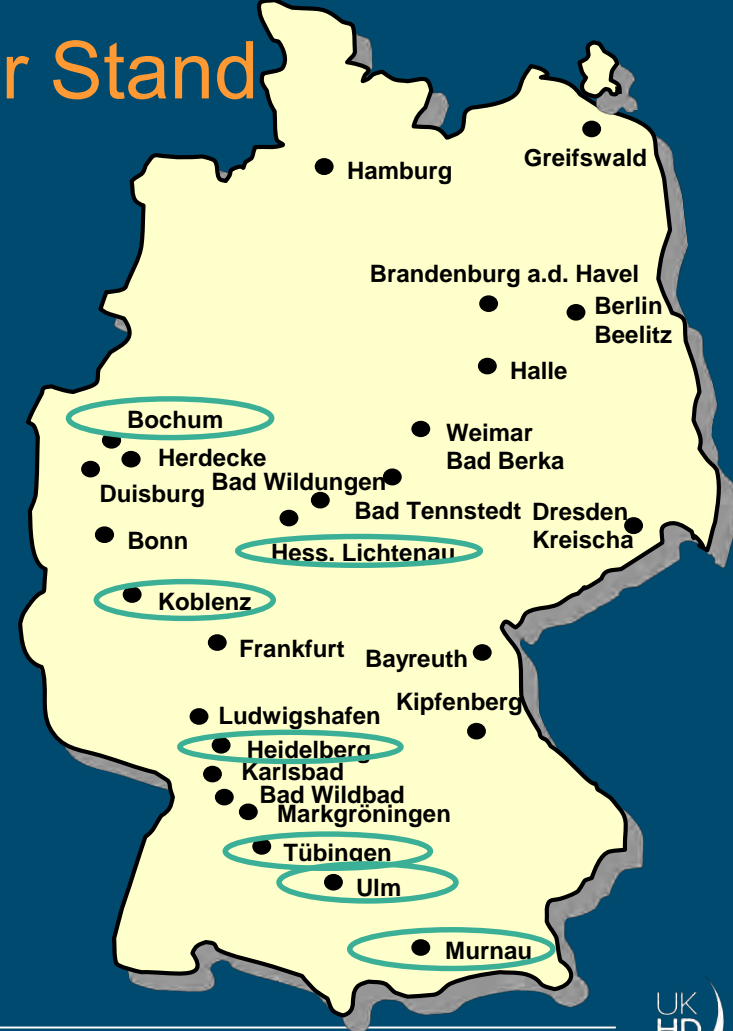 r Stand
Greifswald
Hamburg
Brandenburg a.d. Havel
Berlin
Beelitz
Halle
Bochum
Weimar
Bad Berka
Herdecke
Bad Wildungen
Duisburg
Bad Tennstedt
Dresden
Kreischa
Bonn
Hess. Lichtenau
Koblenz
Frankfurt
Bayreuth
Kipfenberg
Ludwigshafen
Heidelberg
Karlsbad
Bad Wildbad
Markgröningen
Tübingen
Ulm
Murnau
UK
HD